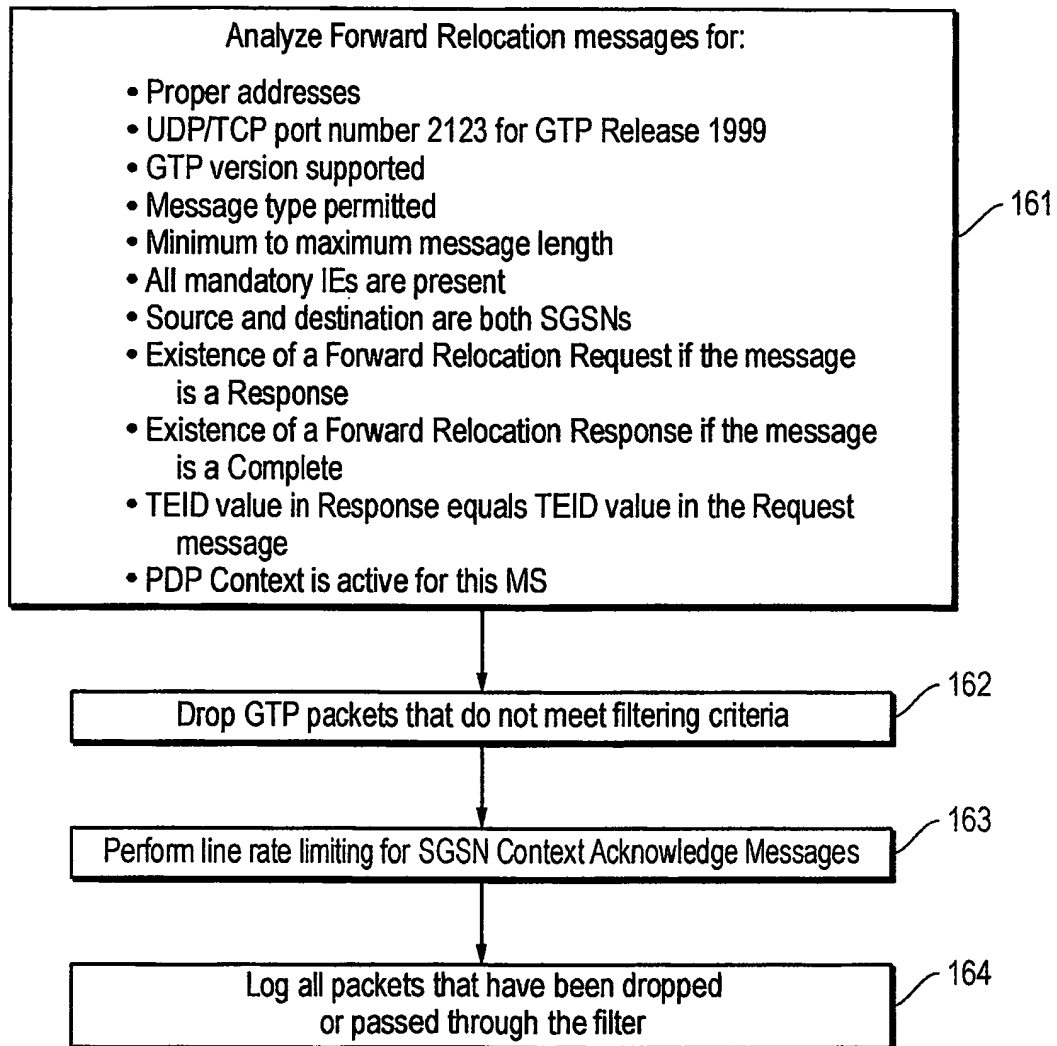 Analyze Forward Relocation messages for:
• Proper addresses
• UDP/TCP port number 2123 for GTP Release 1999
• GTP version supported
• Message type permitted
• Minimum to maximum message length
• All mandatory IEs are present
• Source and destination are both SGSNs
• Existence of a Forward Relocation Request if the message
is a Response
• Existence of a Forward Relocation Response if the message
is a Complete
• TEID value in Response equals TEID value in the Request
message
• PDP Context is active for this MS
161
Drop GTP packets that do not meet filtering criteria
162
Perform line rate limiting for SGSN Context Acknowledge Messages
163
Log all packets that have been dropped
or passed through the filter
164